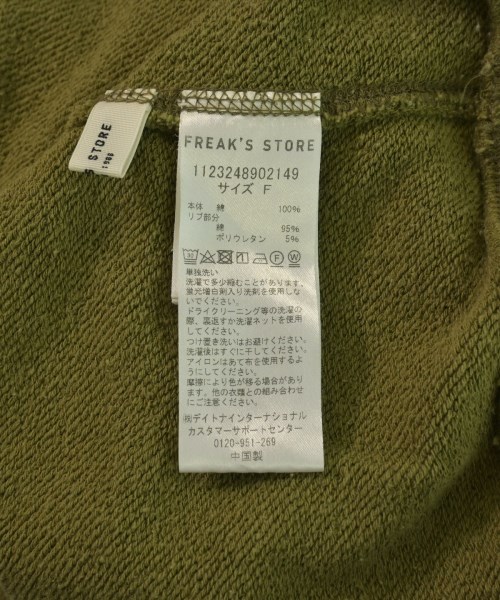 S STORE
1986
FREAK'S STORE
1123248902149
サイズ F
本体 綿 100%
リブ部分
綿 95%
ポリウレタン 5%
単独洗い
洗濯で多少縮むことがあります。
蛍光増白剤入り洗剤を使用しな
いでください。
ドライクリーニング等の洗濯の
際、裏返すか洗濯ネットを使用し
てください。
つけ置き洗いはお避けください。
洗濯後はすぐに干してください。
アイロンはあて布を使用するよ
うにしてください。
摩擦により色が移る場合があり
ます、他の衣類との組み合わせ
にご注意ください。
㈱デイトナインターナショナル
カスタマーサポートセンター
0120-951-269
中国製